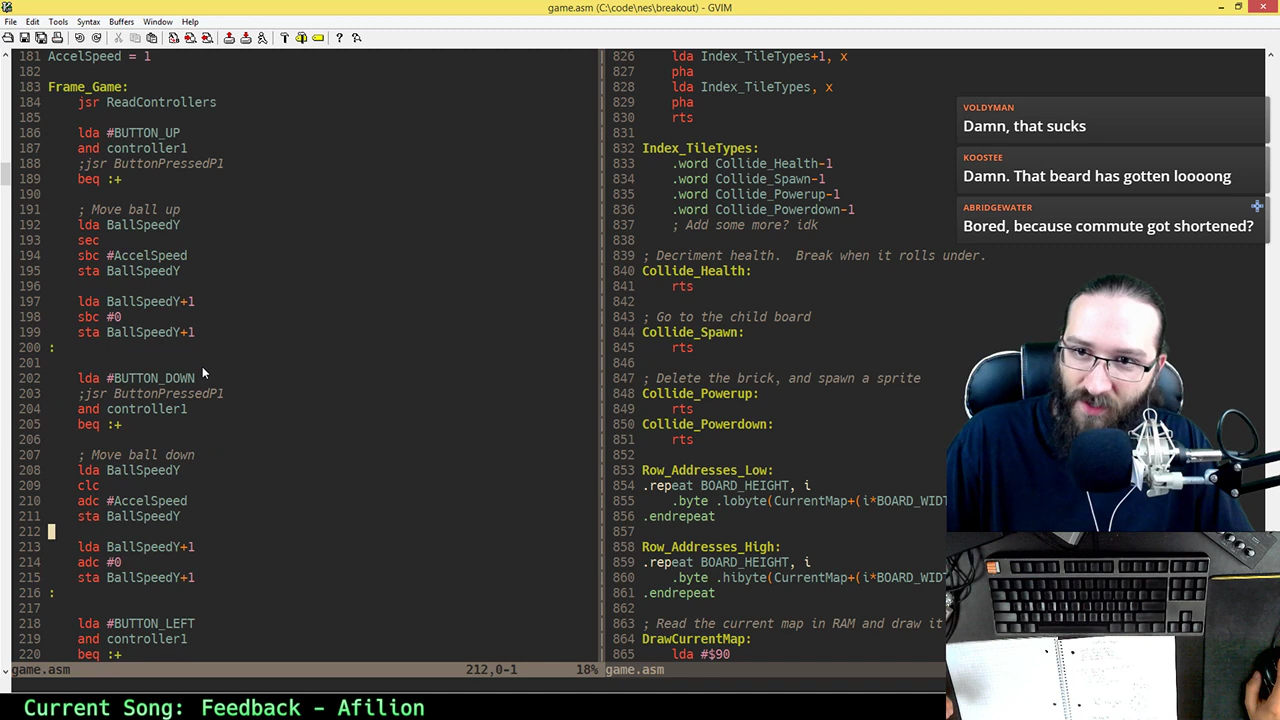 game.asm (C:\code\nes\breakout) - GVIM
File Edit Tools Syntax Buffers Window Help
181 AccelSpeed = 1
182
183 Frame_Game:
184 jsr ReadControllers
185
186 lda #BUTTON_UP
187 and controller1
188 ;jsr ButtonPressedP1
189 beq :+
190
191 ; Move ball up
192 lda BallSpeedY
193 sec
194 sbc #AccelSpeed
195 sta BallSpeedY
196
197 lda BallSpeedY+1
198 sbc #0
199 sta BallSpeedY+1
200 :
201
202 lda #BUTTON_DOWN
203 ;jsr ButtonPressedP1
204 and controller1
205 beq :+
206
207 ; Move ball down
208 lda BallSpeedY
209 clc
210 adc #AccelSpeed
211 sta BallSpeedY
212
213 lda BallSpeedY+1
214 adc #0
215 sta BallSpeedY+1
216 :
217
218 lda #BUTTON_LEFT
219 and controller1
220 beq :+
game.asm 212,0-1 18%
826 lda Index_TileTypes+1, x
827 pha
828 lda Index_TileTypes, x
829 pha
830 rts
831
832 Index_TileTypes:
833 .word Collide_Health-1
834 .word Collide_Spawn-1
835 .word Collide_Powerup-1
836 .word Collide_Powerdown-1
837 ; Add some more? idk
838
839 ; Decriment health. Break when it rolls under.
840 Collide_Health:
841 rts
842
843 ; Go to the child board
844 Collide_Spawn:
845 rts
846
847 ; Delete the brick, and spawn a sprite
848 Collide_Powerup:
849 rts
850 Collide_Powerdown:
851 rts
852
853 Row_Addresses_Low:
854 .repeat BOARD_HEIGHT, i
855 .byte .lobyte(CurrentMap+(i*BOARD_WID
856 .endrepeat
857
858 Row_Addresses_High:
859 .repeat BOARD_HEIGHT, i
860 .byte .hibyte(CurrentMap+(i*BOARD_WID
861 .endrepeat
862
863 ; Read the current map in RAM and draw it
864 DrawCurrentMap:
865 lda #$90
game.asm
VOLDYMAN
Damn, that sucks
KOOSTEE
Damn. That beard has gotten loooong
ABRIDGEWATER
Bored, because commute got shortened?
Current Song: Feedback - Afilion